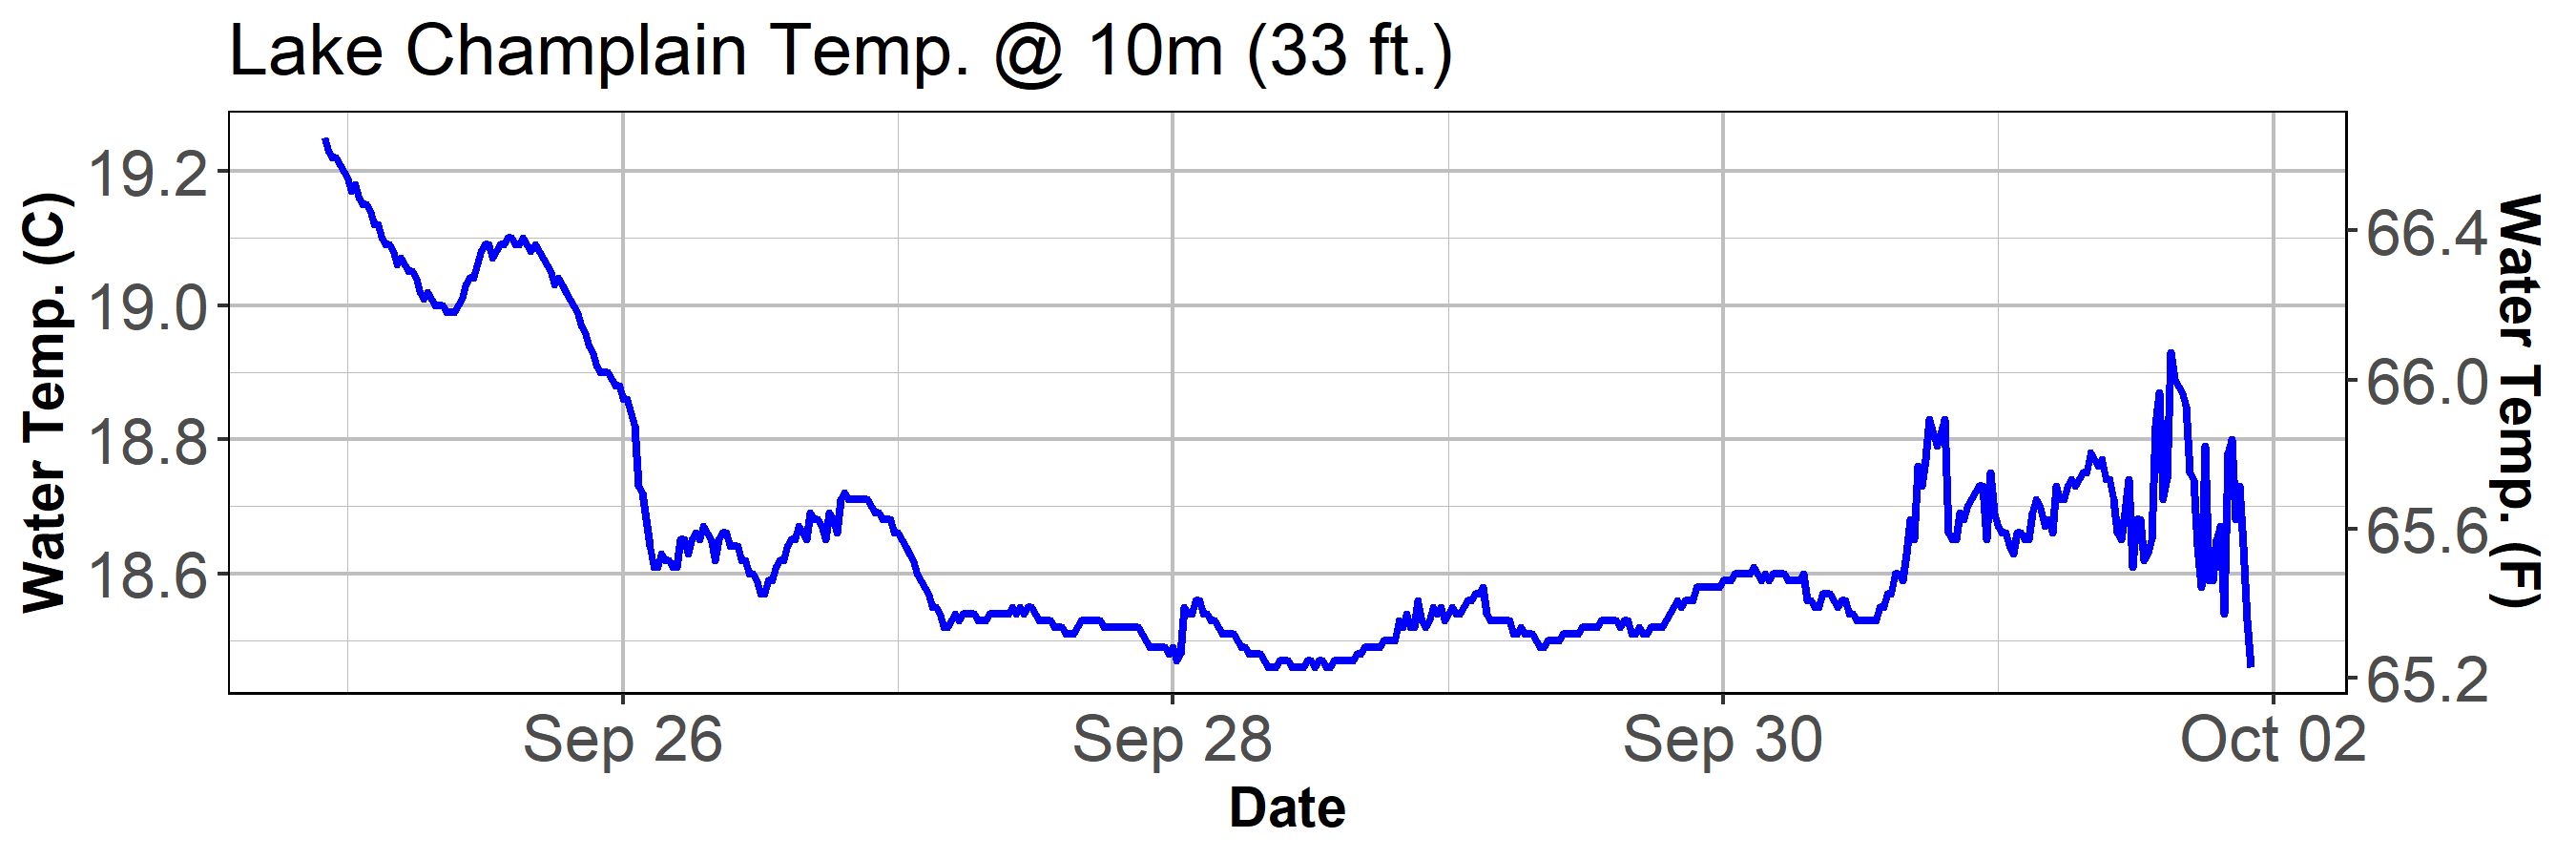 Lake Champlain Temp. @ 10m (33 ft.)
Water Temp. (C)
19.2
19.0
18.8
18.6
66.4
66.0
65.6
65.2
Water Temp. (F)
Sep 26
Sep 28
Sep 30
Oct 02
Date